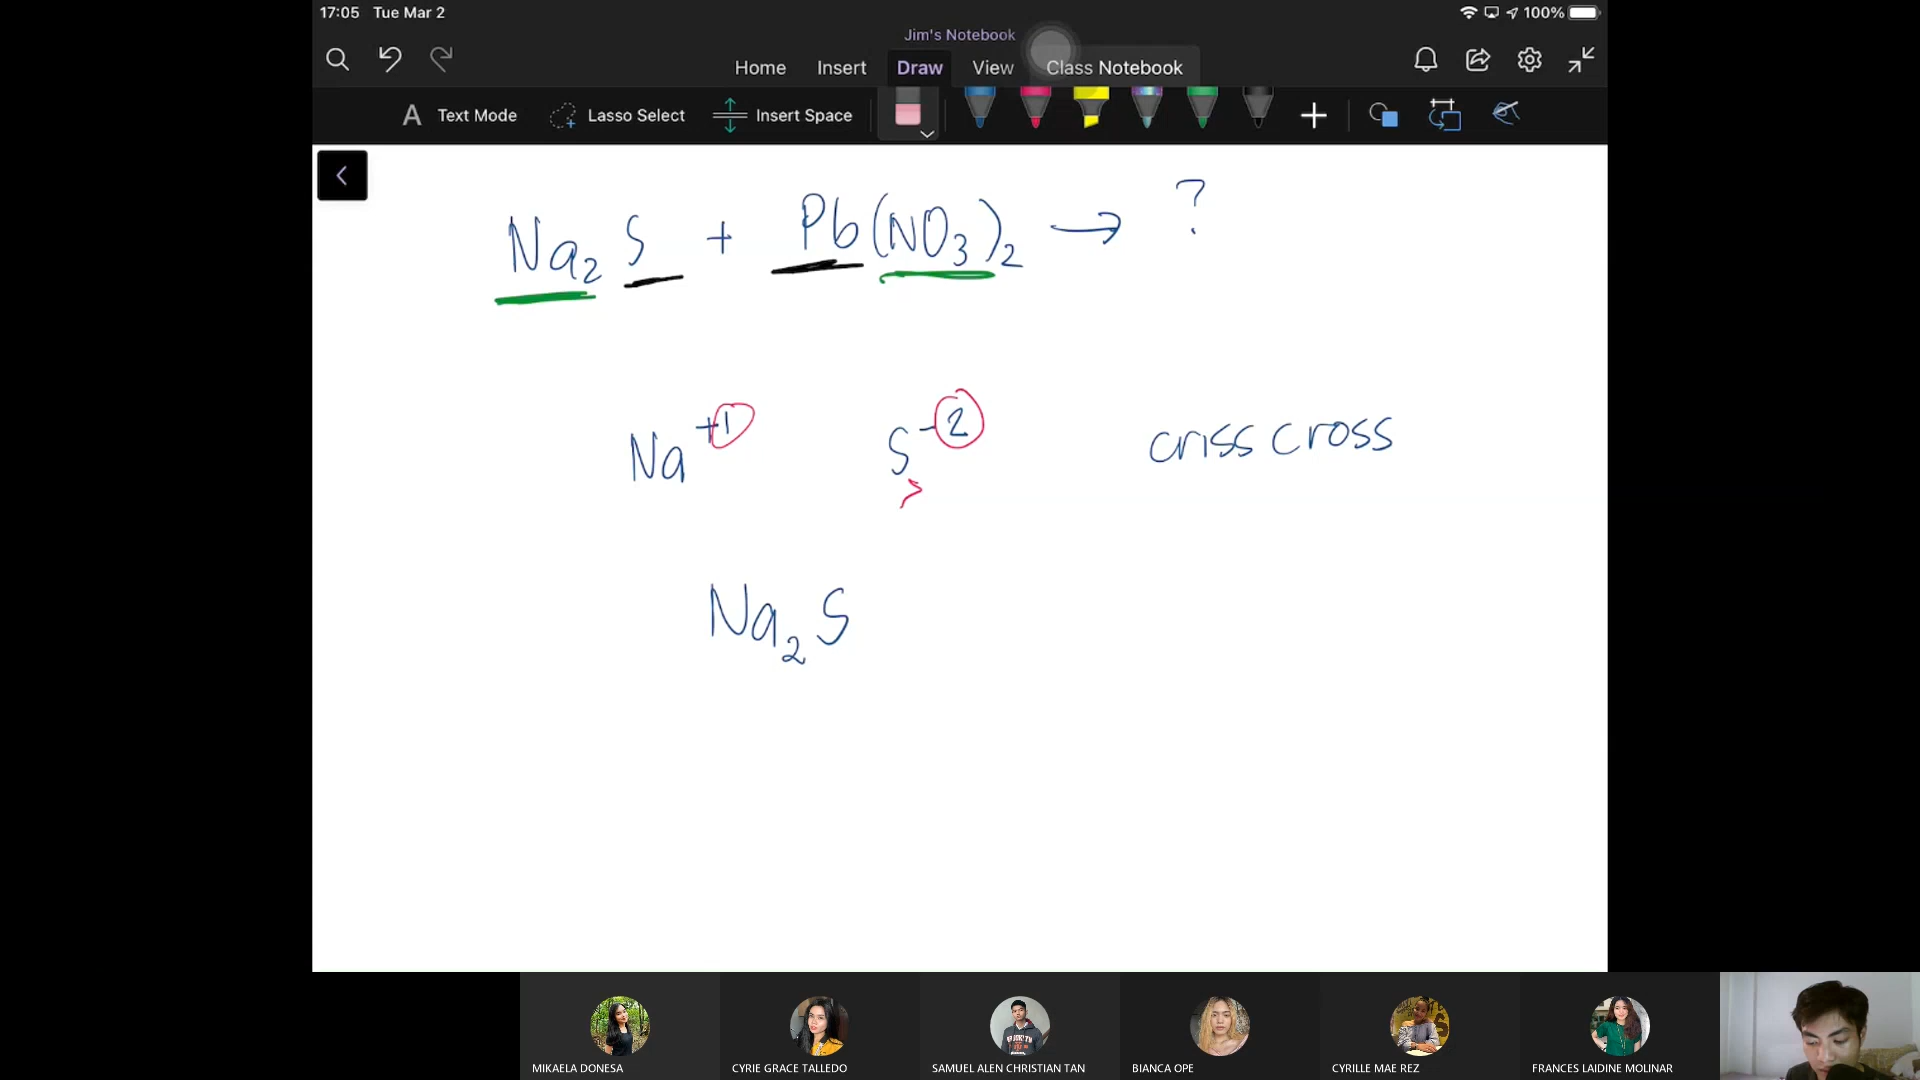 17:05 Tue Mar 2 100%
Jim's Notebook
Home Insert Draw View Class Notebook
A Text Mode Lasso Select Insert Space
Na₂S + Pb(NO₃)₂ → ?
Na⁺¹ S⁻² criss cross
Na₂S
MIKAELA DONESA CYRIE GRACE TALLEDO SAMUEL ALEN CHRISTIAN TAN BIANCA OPE CYRILLE MAE REZ FRANCES LAIDINE MOLINAR